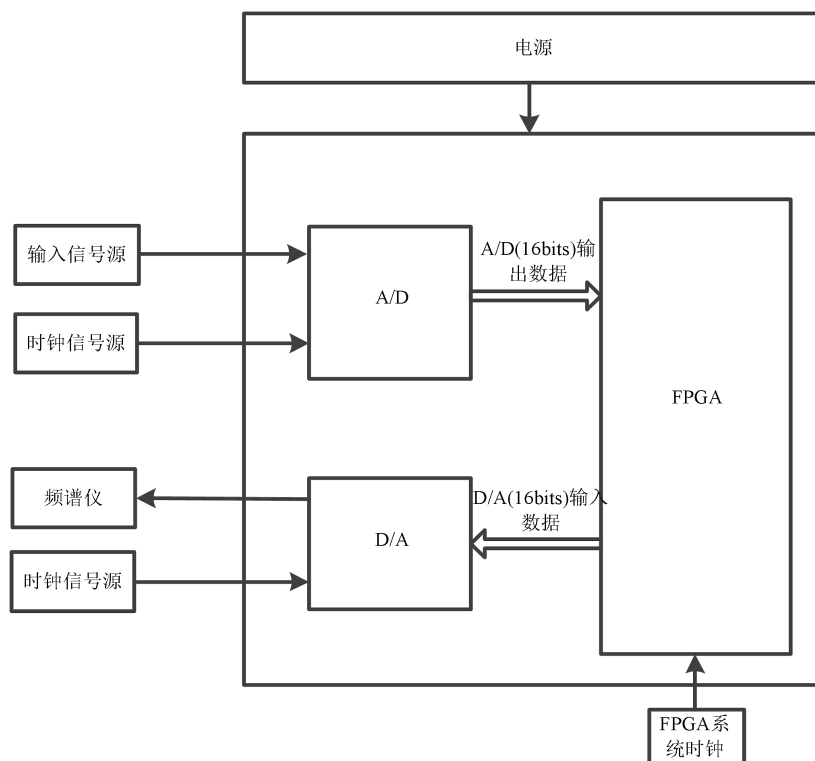 电源
输入信号源
A/D
A/D(16bits)输
出数据
时钟信号源
FPGA
频谱仪
D/A
D/A(16bits)输入
数据
时钟信号源
FPGA系
统时钟